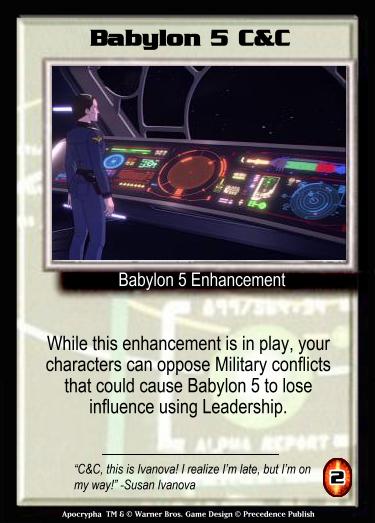 Babylon 5 C&C
Babylon 5 Enhancement
While this enhancement is in play, your
characters can oppose Military conflicts
that could cause Babylon 5 to lose
influence using Leadership.
“C&C, this is Ivanova! I realize I’m late, but I’m on
my way!” -Susan Ivanova
2
Apocrypha TM & © Warner Bros. Game Design © Precedence Publish